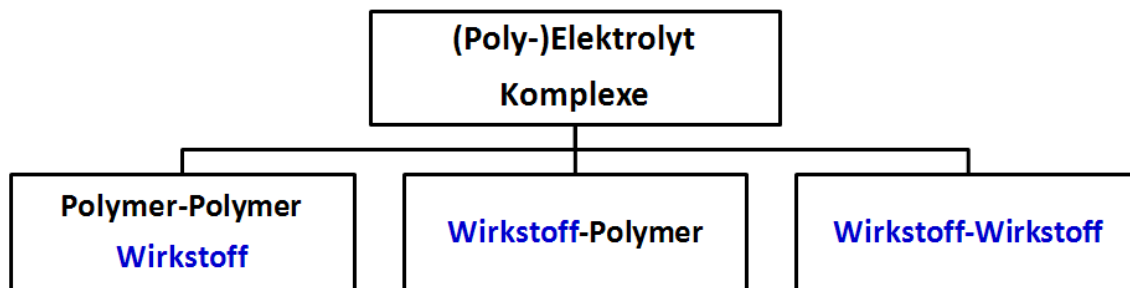 (Poly-)Elektrolyt
Komplexe
Polymer-Polymer
Wirkstoff
Wirkstoff-Polymer
Wirkstoff-Wirkstoff